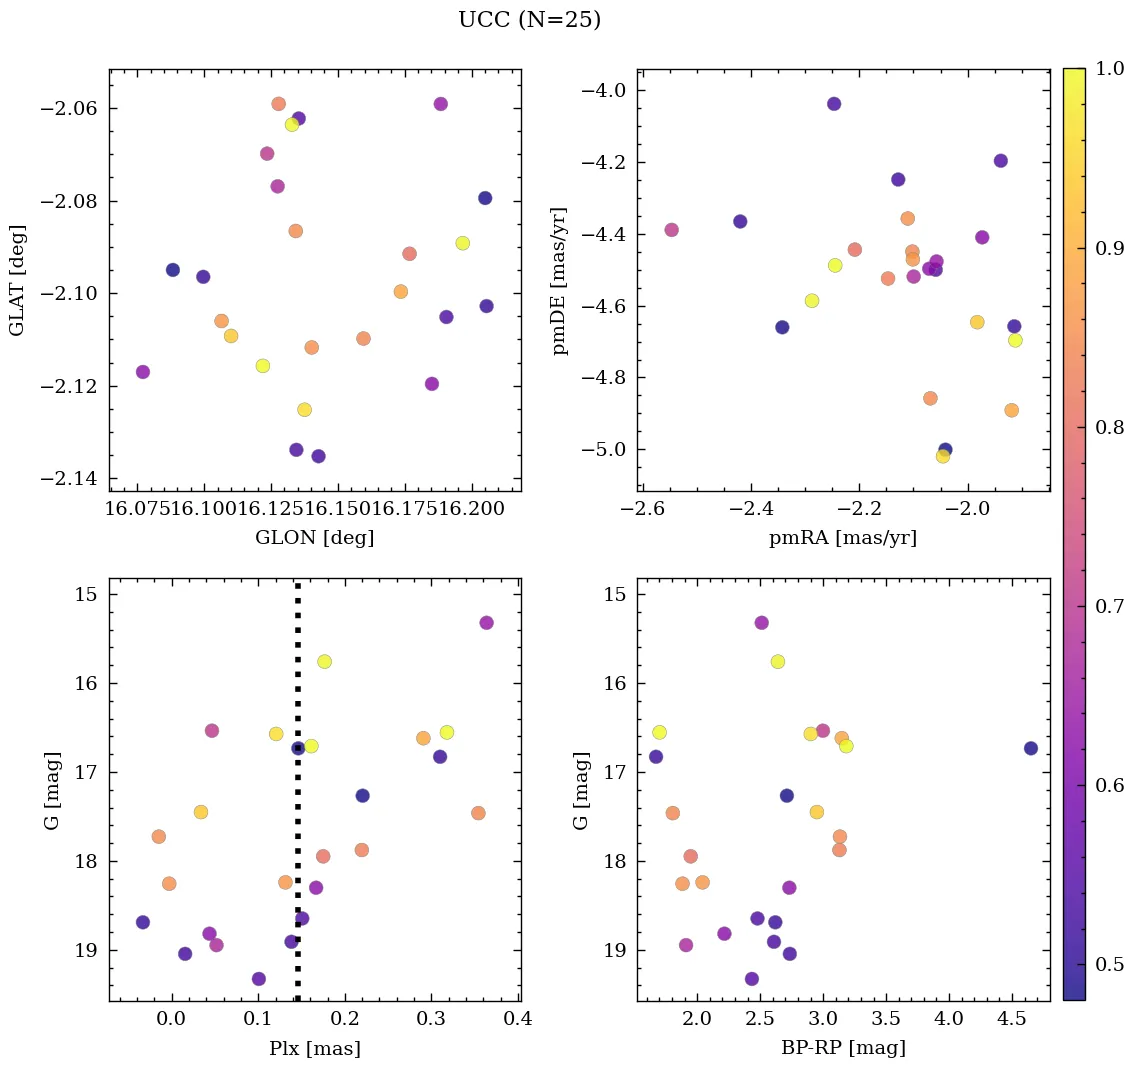 UCC (N=25)
−2.06
−2.08
−2.10
−2.12
−2.14
GLAT [deg]
16.075 16.100 16.125 16.150 16.175 16.200
GLON [deg]
−4.0
−4.2
−4.4
−4.6
−4.8
−5.0
pmDE [mas/yr]
−2.6 −2.4 −2.2 −2.0
pmRA [mas/yr]
15
16
17
18
19
G [mag]
0.0 0.1 0.2 0.3 0.4
Plx [mas]
15
16
17
18
19
G [mag]
2.0 2.5 3.0 3.5 4.0 4.5
BP-RP [mag]
1.0
0.9
0.8
0.7
0.6
0.5